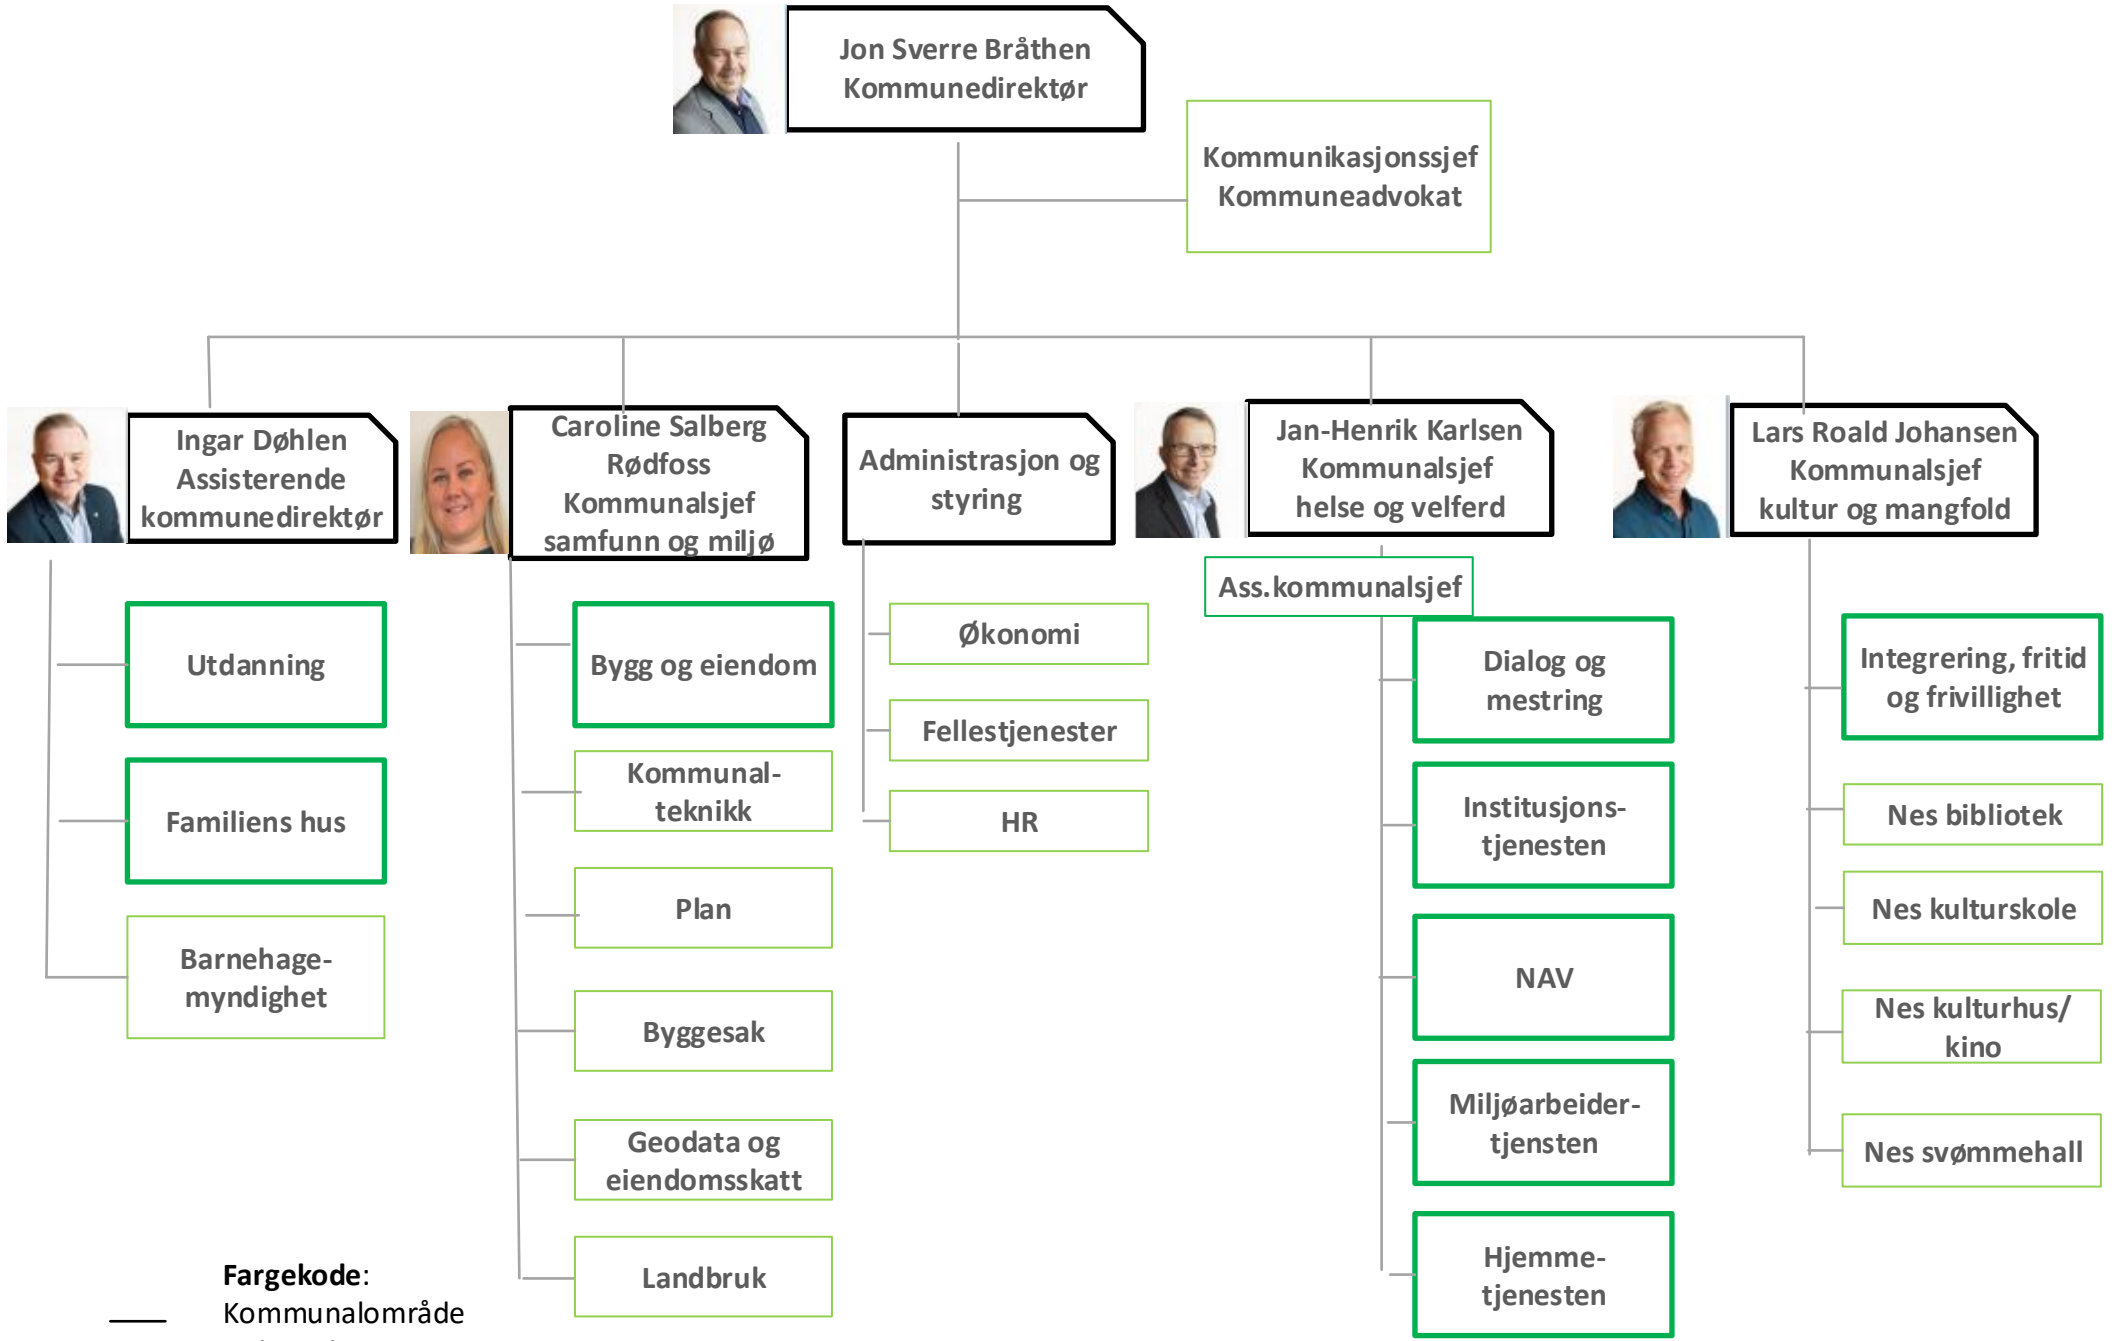 Jon Sverre Bråthen
Kommunedirektør
Kommunikasjonssjef
Kommuneadvokat
Ingar Døhlen
Assisterende
kommunedirektør
Utdanning
Familiens hus
Barnehage-
myndighet
Caroline Salberg
Rødfoss
Kommunalsjef
samfunn og miljø
Bygg og eiendom
Kommunal-
teknikk
Plan
Byggesak
Geodata og
eiendomsskatt
Landbruk
Administrasjon og
styring
Økonomi
Fellestjenester
HR
Jan-Henrik Karlsen
Kommunalsjef
helse og velferd
Ass.kommunalsjef
Dialog og
mestring
Institusjons-
tjenesten
NAV
Miljøarbeider-
tjensten
Hjemme-
tjenesten
Lars Roald Johansen
Kommunalsjef
kultur og mangfold
Integrering, fritid
og frivillighet
Nes bibliotek
Nes kulturskole
Nes kulturhus/
kino
Nes svømmehall
Fargekode:
Kommunalområde